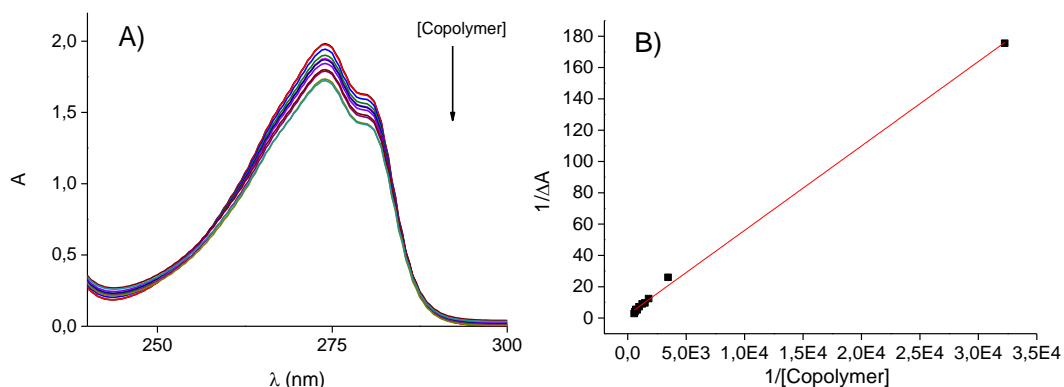 A)
[Copolymer]
2,0
1,5
1,0
0,5
0,0
A
250
275
300
λ (nm)
B)
180
160
140
120
100
80
60
40
20
0
1/ΔA
0,0
5,0E3
1,0E4
1,5E4
2,0E4
2,5E4
3,0E4
3,5E4
1/[Copolymer]